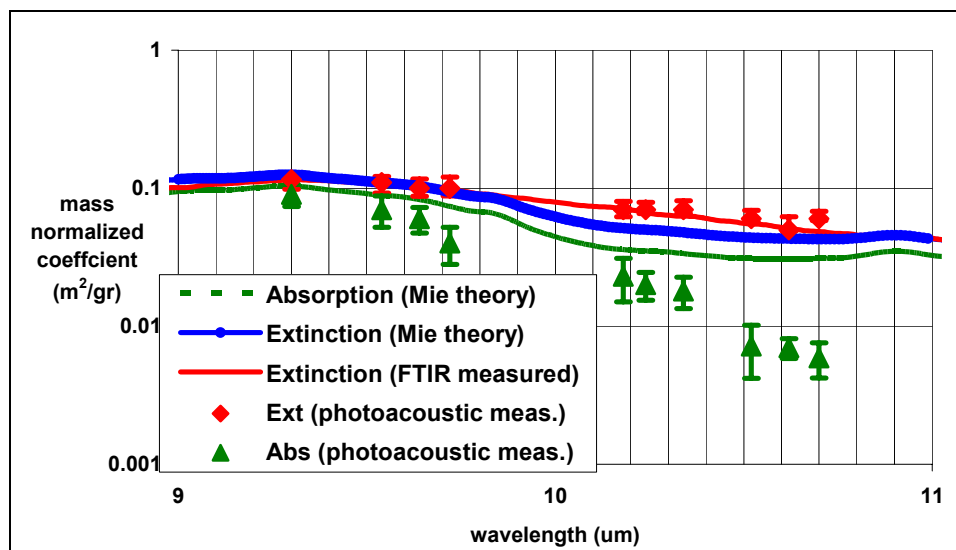 1
0.1
0.01
0.001
mass
normalized
coeffcient
(m²/gr)
Absorption (Mie theory)
Extinction (Mie theory)
Extinction (FTIR measured)
Ext (photoacoustic meas.)
Abs (photoacoustic meas.)
9
10
11
wavelength (um)